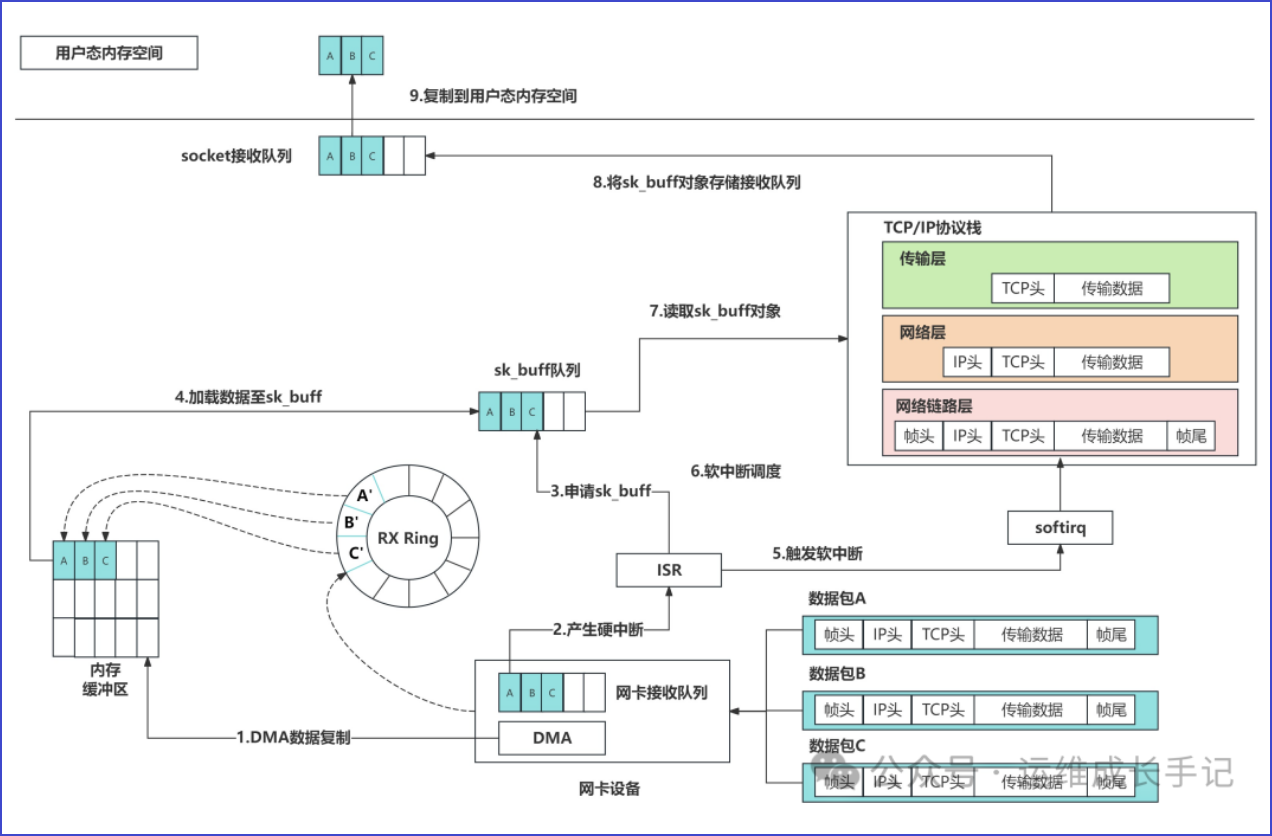 用户态内存空间
A B C
9.复制到用户态内存空间
socket接收队列
A B C
8.将sk_buff对象存储接收队列
TCP/IP协议栈
传输层
TCP头 传输数据
7.读取sk_buff对象
网络层
IP头 TCP头 传输数据
sk_buff队列
4.加载数据至sk_buff
A B C
网络链路层
帧头 IP头 TCP头 传输数据 帧尾
6.软中断调度
3.申请sk_buff
A'
B'
C'
RX Ring
softirq
A B C
ISR
5.触发软中断
数据包A
帧头 IP头 TCP头 传输数据 帧尾
2.产生硬中断
内存
缓冲区
数据包B
帧头 IP头 TCP头 传输数据 帧尾
A B C
网卡接收队列
1.DMA数据复制
DMA
数据包C
帧头 IP头 TCP头 传输数据 帧尾
网卡设备
公众号 · 运维成长手记